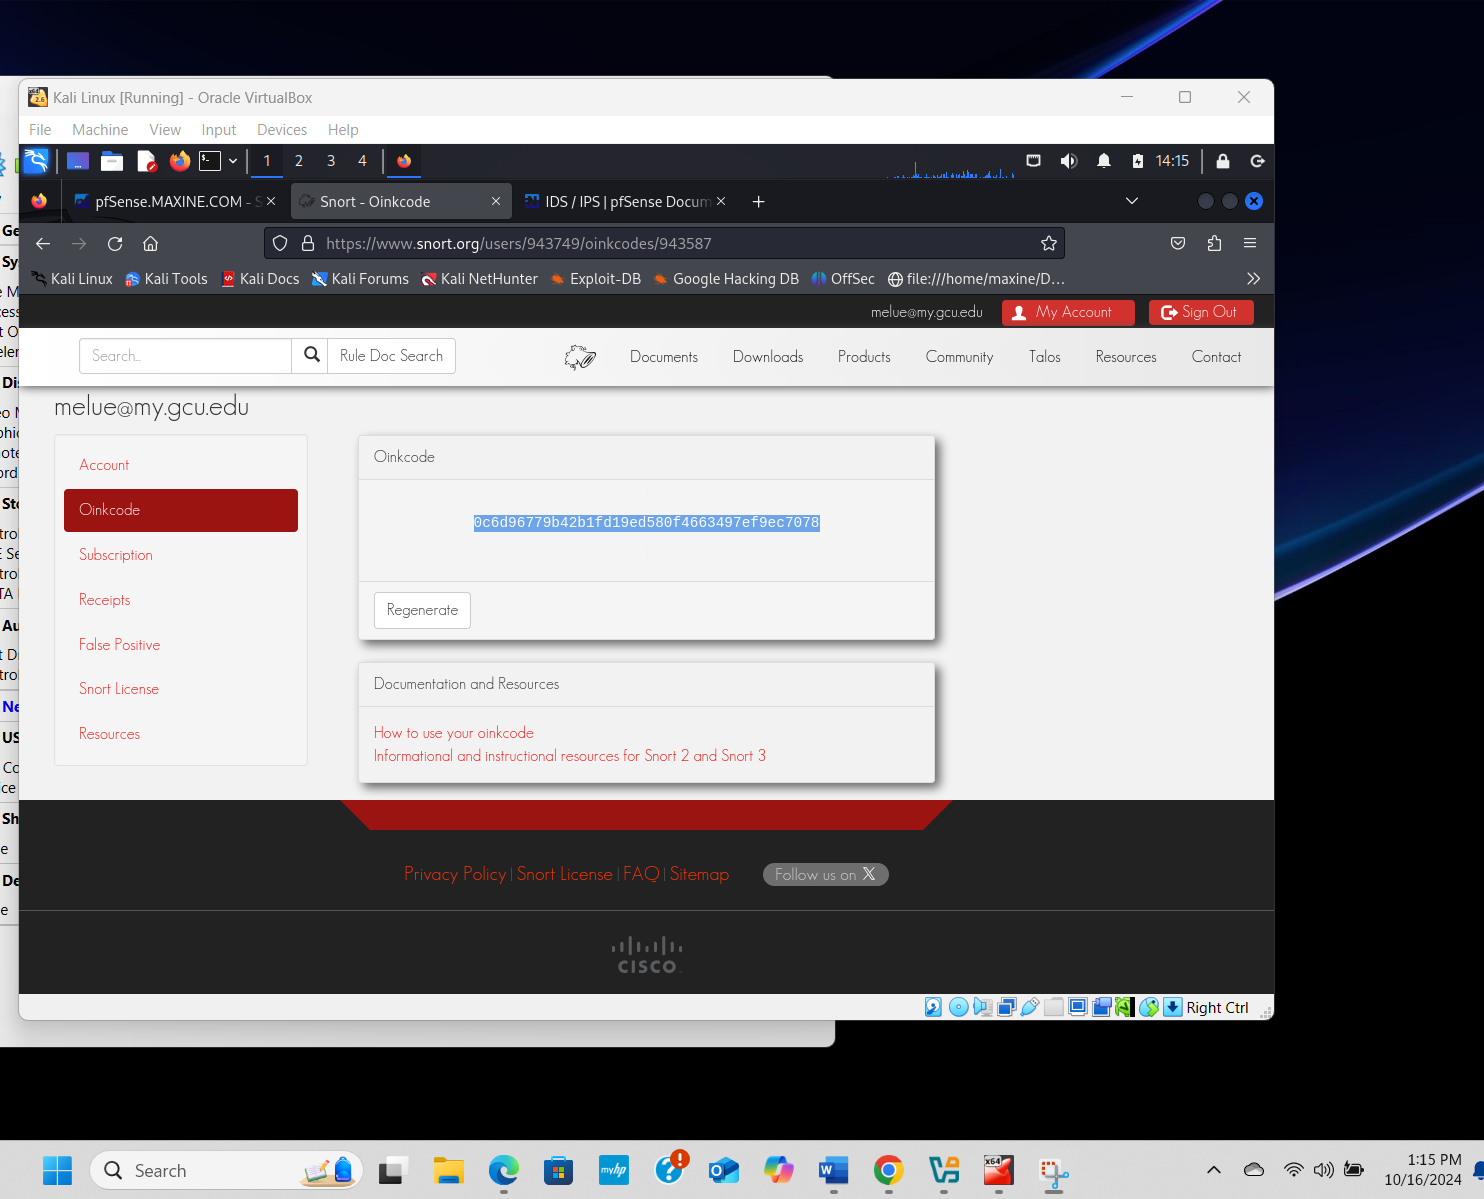 Kali Linux [Running] - Oracle VirtualBox
File Machine View Input Devices Help
1 2 3 4
14:15
pfSense.MAXINE.COM - S
Snort - Oinkcode
IDS / IPS | pfSense Docum
https://www.snort.org/users/943749/oinkcodes/943587
Kali Linux Kali Tools Kali Docs Kali Forums Kali NetHunter Exploit-DB Google Hacking DB OffSec file:///home/maxine/D...
melue@my.gcu.edu My Account Sign Out
Search... Rule Doc Search Documents Downloads Products Community Talos Resources Contact
melue@my.gcu.edu
Account
Oinkcode
Subscription
Receipts
False Positive
Snort License
Resources
Oinkcode
0c6d96779b42b1fd19ed580f4663497ef9ec7078
Regenerate
Documentation and Resources
How to use your oinkcode
Informational and instructional resources for Snort 2 and Snort 3
Privacy Policy | Snort License | FAQ | Sitemap Follow us on X
CISCO
Right Ctrl
Search
myhp
1:15 PM
10/16/2024